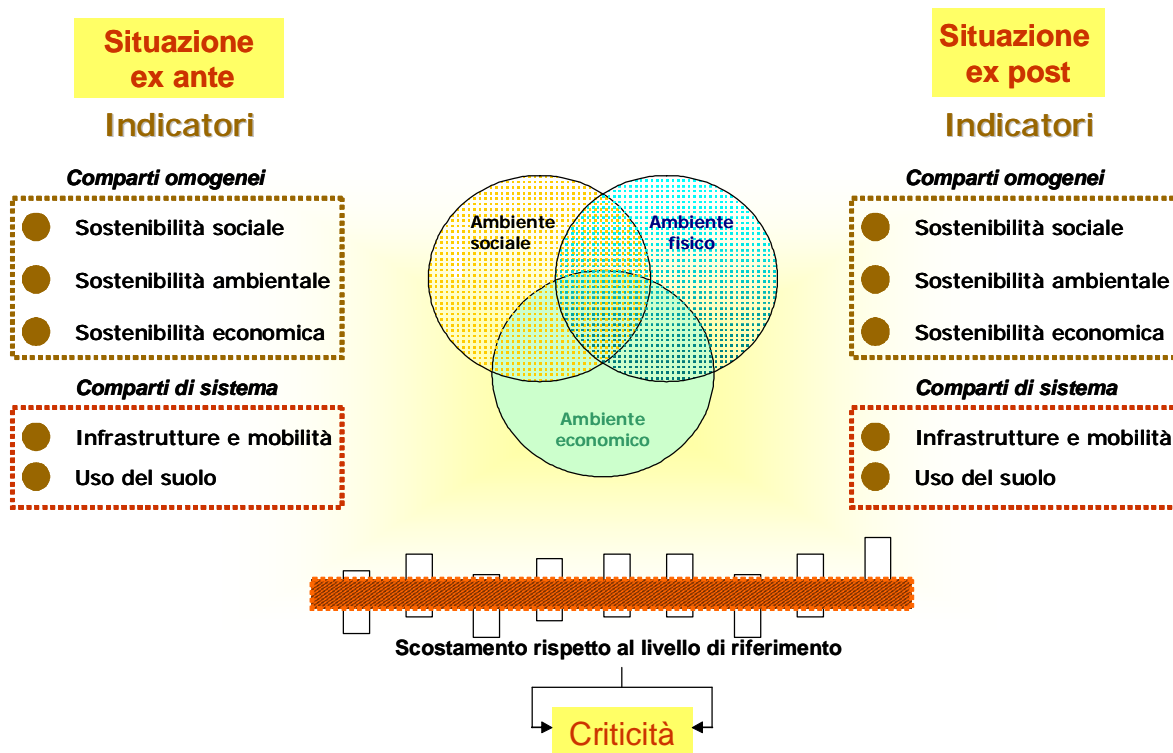 Situazione
ex ante
Indicatori
Comparti omogenei
Sostenibilità sociale
Sostenibilità ambientale
Sostenibilità economica
Comparti di sistema
Infrastrutture e mobilità
Uso del suolo
Ambiente
sociale
Ambiente
fisico
Ambiente
economico
Situazione
ex post
Indicatori
Comparti omogenei
Sostenibilità sociale
Sostenibilità ambientale
Sostenibilità economica
Comparti di sistema
Infrastrutture e mobilità
Uso del suolo
Scostamento rispetto al livello di riferimento
Criticità